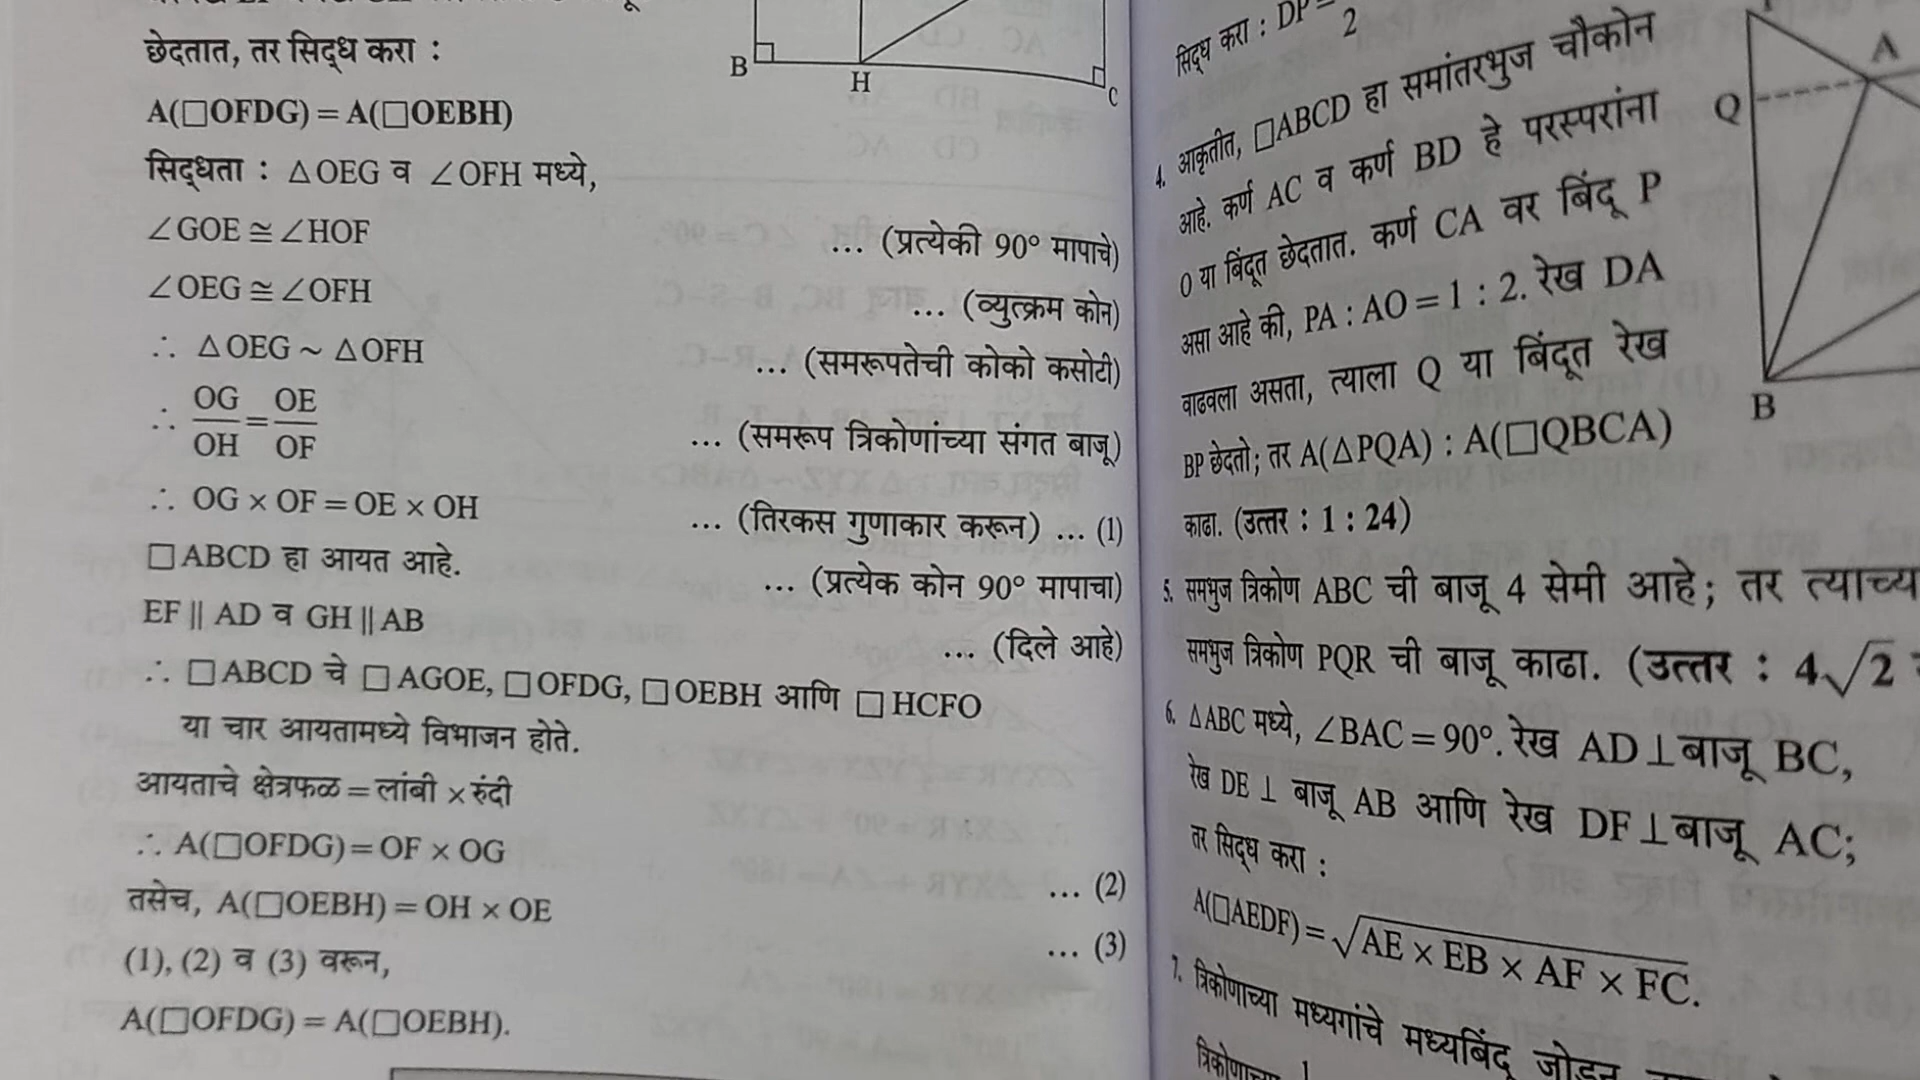 छेदतात, तर सिद्ध करा :
A(□OFDG) = A(□OEBH)
सिद्धता : △OEG व ∠OFH मध्ये,
∠GOE ≅ ∠HOF ... (प्रत्येकी 90° मापाचे)
∠OEG ≅ ∠OFH ... (व्युत्क्रम कोन)
∴ △OEG ~ △OFH ... (समरूपतेची कोको कसोटी)
∴ OG/OH = OE/OF ... (समरूप त्रिकोणांच्या संगत बाजू)
∴ OG × OF = OE × OH ... (तिरकस गुणाकार करून) ... (1)
□ABCD हा आयत आहे. ... (प्रत्येक कोन 90° मापाचा)
EF || AD व GH || AB ... (दिले आहे)
∴ □ABCD चे □AGOE, □OFDG, □OEBH आणि □HCFO
या चार आयतामध्ये विभाजन होते.
आयताचे क्षेत्रफळ = लांबी × रुंदी
∴ A(□OFDG) = OF × OG ... (2)
तसेच, A(□OEBH) = OH × OE ... (3)
(1), (2) व (3) वरून,
A(□OFDG) = A(□OEBH).
B
H
C
सिद्ध करा : DP = 2
4. आकृतीत, □ABCD हा समांतरभुज चौकोन
आहे. कर्ण AC व कर्ण BD हे परस्परांना
O या बिंदूत छेदतात. कर्ण CA वर बिंदू P
असा आहे की, PA : AO = 1 : 2. रेख DA
वाढवला असता, त्याला Q या बिंदूत रेख
BP छेदतो; तर A(△PQA) : A(□QBCA)
काढा. (उत्तर : 1 : 24)
A
Q
B
5. समभुज त्रिकोण ABC ची बाजू 4 सेमी आहे; तर त्याच्या
समभुज त्रिकोण PQR ची बाजू काढा. (उत्तर : 4√2
6. △ABC मध्ये, ∠BAC = 90°. रेख AD⊥बाजू BC,
रेख DE ⊥ बाजू AB आणि रेख DF⊥बाजू AC;
तर सिद्ध करा :
A(□AEDF) = √AE × EB × AF × FC.
7. त्रिकोणाच्या मध्यगांचे मध्यबिंदू जोडून
त्रिकोणाच्या 1